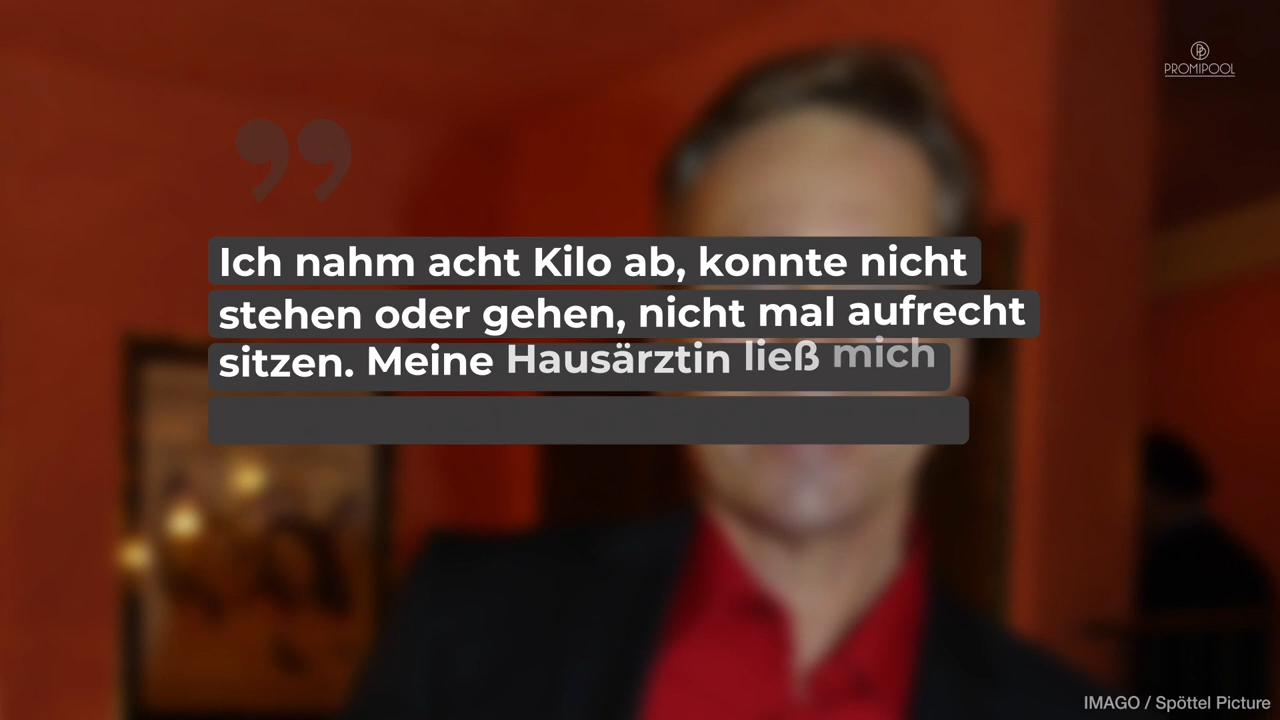 PROMIPOOL
”
Ich nahm acht Kilo ab, konnte nicht
stehen oder gehen, nicht mal aufrecht
sitzen. Meine Hausärztin ließ mich
IMAGO / Spöttel Picture